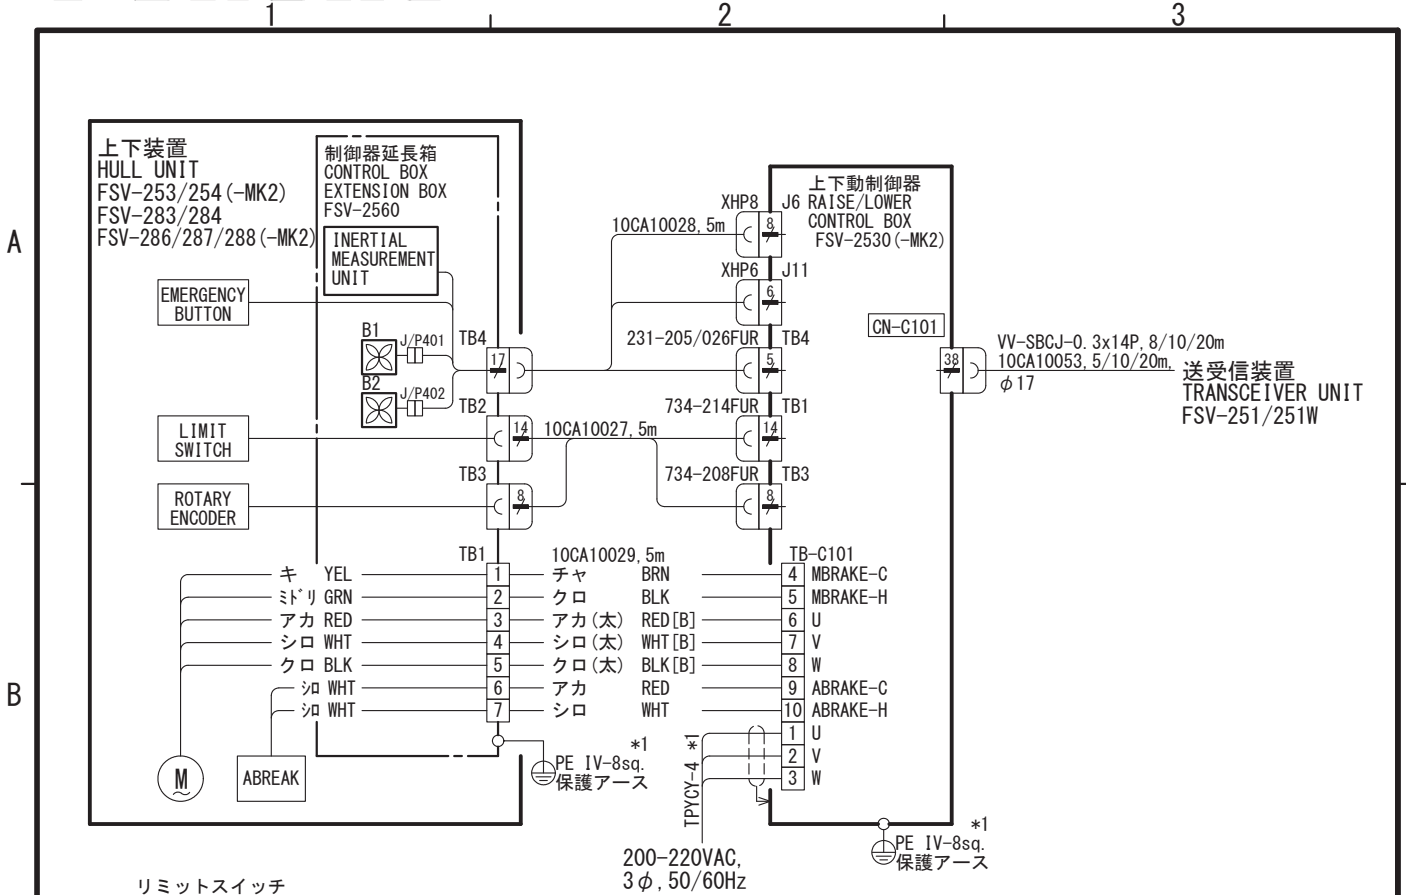 1
2
3
A
B
上下装置
HULL UNIT
FSV-253/254(-MK2)
FSV-283/284
FSV-286/287/288(-MK2)
制御器延長箱
CONTROL BOX
EXTENSION BOX
FSV-2560
INERTIAL
MEASUREMENT
UNIT
EMERGENCY
BUTTON
B1
J/P401
B2
J/P402
LIMIT
SWITCH
ROTARY
ENCODER
TB4
17
TB2
14
TB3
8
10CA10028,5m
10CA10027,5m
XHP8
8
J6
XHP6
6
J11
231-205/026FUR
5
TB4
734-214FUR
14
TB1
734-208FUR
8
TB3
上下動制御器
RAISE/LOWER
CONTROL BOX
FSV-2530(-MK2)
CN-C101
38
VV-SBCJ-0.3x14P,8/10/20m
10CA10053,5/10/20m,
φ17
送受信装置
TRANSCEIVER UNIT
FSV-251/251W
TB1
10CA10029,5m
TB-C101
キ YEL 1 チャ BRN 4 MBRAKE-C
ミドリ GRN 2 クロ BLK 5 MBRAKE-H
アカ RED 3 アカ(太) RED[B] 6 U
シロ WHT 4 シロ(太) WHT[B] 7 V
クロ BLK 5 クロ(太) BLK[B] 8 W
シロ WHT 6 アカ RED 9 ABRAKE-C
シロ WHT 7 シロ WHT 10 ABRAKE-H
1 U
2 V
3 W
M
~
ABREAK
*1
PE IV-8sq.
保護アース
TPYCY-4 *1
200-220VAC,
3φ,50/60Hz
*1
PE IV-8sq.
保護アース
リミットスイッチ